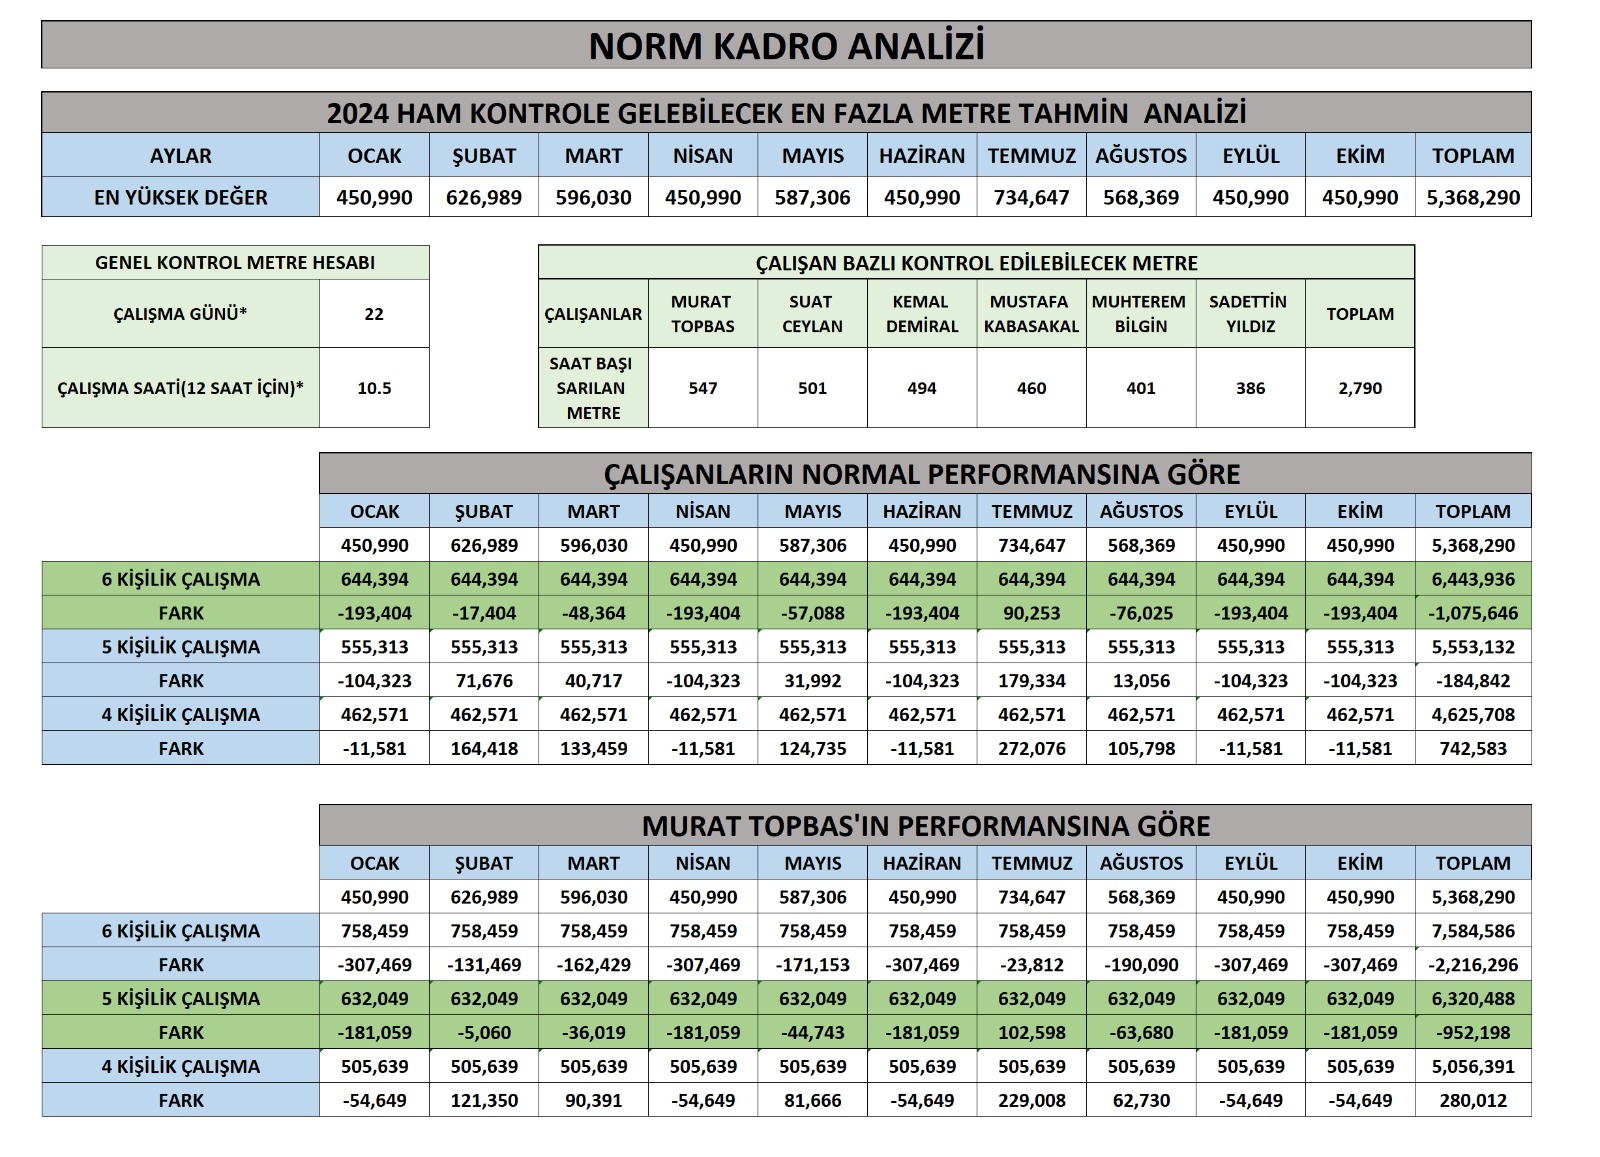 NORM KADRO ANALİZİ
2024 HAM KONTROLE GELEBİLECEK EN FAZLA METRE TAHMİN ANALİZİ
AYLAR OCAK ŞUBAT MART NİSAN MAYIS HAZİRAN TEMMUZ AĞUSTOS EYLÜL EKİM TOPLAM
EN YÜKSEK DEĞER 450,990 626,989 596,030 450,990 587,306 450,990 734,647 568,369 450,990 450,990 5,368,290
GENEL KONTROL METRE HESABI
ÇALIŞMA GÜNÜ* 22
ÇALIŞMA SAATİ(12 SAAT İÇİN)* 10.5
ÇALIŞAN BAZLI KONTROL EDİLEBİLECEK METRE
ÇALIŞANLAR MURAT TOPBAS SUAT CEYLAN KEMAL DEMİRAL MUSTAFA KABASAKAL MUHTEREM BİLGİN SADETTİN YILDIZ TOPLAM
SAAT BAŞI SARILAN METRE 547 501 494 460 401 386 2,790
ÇALIŞANLARIN NORMAL PERFORMANSINA GÖRE
OCAK ŞUBAT MART NİSAN MAYIS HAZİRAN TEMMUZ AĞUSTOS EYLÜL EKİM TOPLAM
450,990 626,989 596,030 450,990 587,306 450,990 734,647 568,369 450,990 450,990 5,368,290
6 KİŞİLİK ÇALIŞMA 644,394 644,394 644,394 644,394 644,394 644,394 644,394 644,394 644,394 644,394 6,443,936
FARK -193,404 -17,404 -48,364 -193,404 -57,088 -193,404 90,253 -76,025 -193,404 -193,404 -1,075,646
5 KİŞİLİK ÇALIŞMA 555,313 555,313 555,313 555,313 555,313 555,313 555,313 555,313 555,313 555,313 5,553,132
FARK -104,323 71,676 40,717 -104,323 31,992 -104,323 179,334 13,056 -104,323 -104,323 -184,842
4 KİŞİLİK ÇALIŞMA 462,571 462,571 462,571 462,571 462,571 462,571 462,571 462,571 462,571 462,571 4,625,708
FARK -11,581 164,418 133,459 -11,581 124,735 -11,581 272,076 105,798 -11,581 -11,581 742,583
MURAT TOPBAS'IN PERFORMANSINA GÖRE
OCAK ŞUBAT MART NİSAN MAYIS HAZİRAN TEMMUZ AĞUSTOS EYLÜL EKİM TOPLAM
450,990 626,989 596,030 450,990 587,306 450,990 734,647 568,369 450,990 450,990 5,368,290
6 KİŞİLİK ÇALIŞMA 758,459 758,459 758,459 758,459 758,459 758,459 758,459 758,459 758,459 758,459 7,584,586
FARK -307,469 -131,469 -162,429 -307,469 -171,153 -307,469 -23,812 -190,090 -307,469 -307,469 -2,216,296
5 KİŞİLİK ÇALIŞMA 632,049 632,049 632,049 632,049 632,049 632,049 632,049 632,049 632,049 632,049 6,320,488
FARK -181,059 -5,060 -36,019 -181,059 -44,743 -181,059 102,598 -63,680 -181,059 -181,059 -952,198
4 KİŞİLİK ÇALIŞMA 505,639 505,639 505,639 505,639 505,639 505,639 505,639 505,639 505,639 505,639 5,056,391
FARK -54,649 121,350 90,391 -54,649 81,666 -54,649 229,008 62,730 -54,649 -54,649 280,012